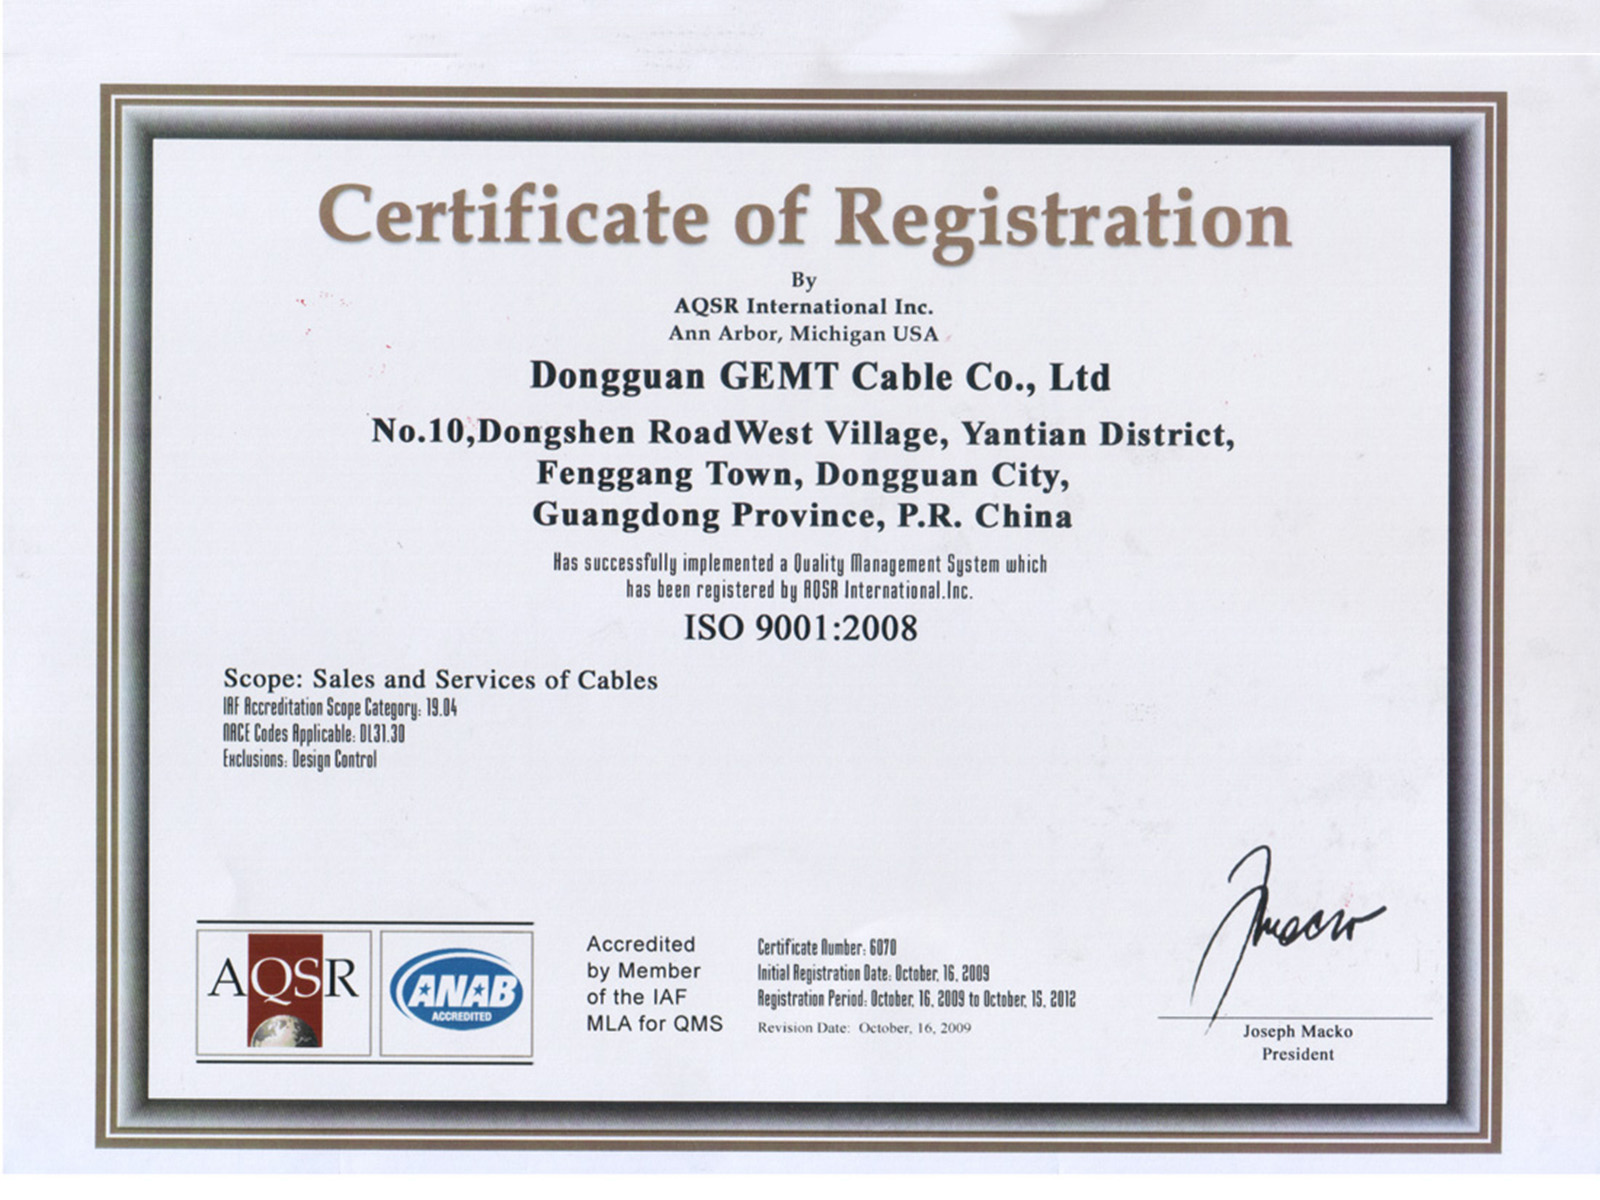 Certificate of Registration
By
AQSR International Inc.
Ann Arbor, Michigan USA
Dongguan GEMT Cable Co., Ltd
No.10,Dongshen RoadWest Village, Yantian District,
Fenggang Town, Dongguan City,
Guangdong Province, P.R. China
Has successfully implemented a Quality Management System which
has been registered by AQSR International.Inc.
ISO 9001:2008
Scope: Sales and Services of Cables
IAF Accreditation Scope Category: 19.04
NACE Codes Applicable: DL31.30
Exclusions: Design Control
AQSR
ANAB
ACCREDITED
Accredited
by Member
of the IAF
MLA for QMS
Certificate Number: 6070
Initial Registration Date: October, 16, 2009
Registration Period: October, 16, 2009 to October, 15, 2012
Revision Date: October, 16, 2009
JMacko
Joseph Macko
President